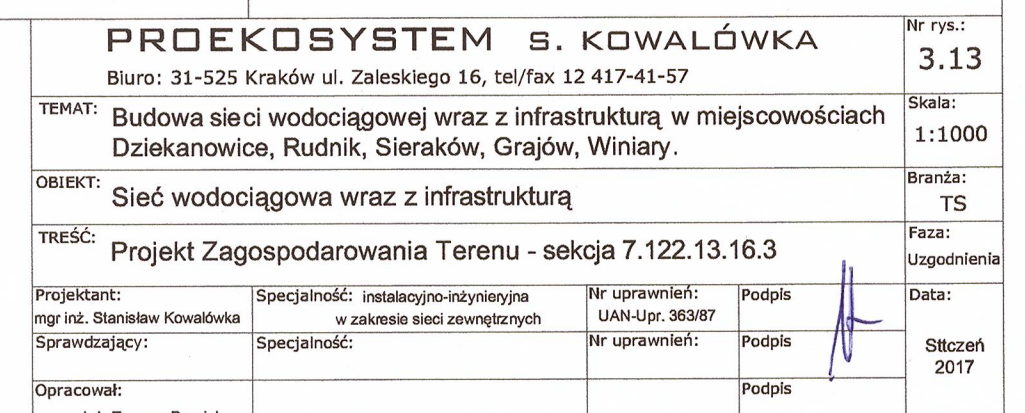 PROEKOSYSTEM S. KOWALÓWKA
Biuro: 31-525 Kraków ul. Zaleskiego 16, tel/fax 12 417-41-57
Nr rys.:
3.13
TEMAT: Budowa sieci wodociągowej wraz z infrastrukturą w miejscowościach
Dziekanowice, Rudnik, Sieraków, Grajów, Winiary.
Skala:
1:1000
OBIEKT: Sieć wodociągowa wraz z infrastrukturą
Branża:
TS
TREŚĆ: Projekt Zagospodarowania Terenu - sekcja 7.122.13.16.3
Faza:
Uzgodnienia
Projektant:
mgr inż. Stanisław Kowalówka
Specjalność: instalacyjno-inżynieryjna
w zakresie sieci zewnętrznych
Nr uprawnień:
UAN-Upr. 363/87
Podpis
Data:
Sttczeń
2017
Sprawdzający:
Specjalność:
Nr uprawnień:
Podpis
Opracował:
Podpis